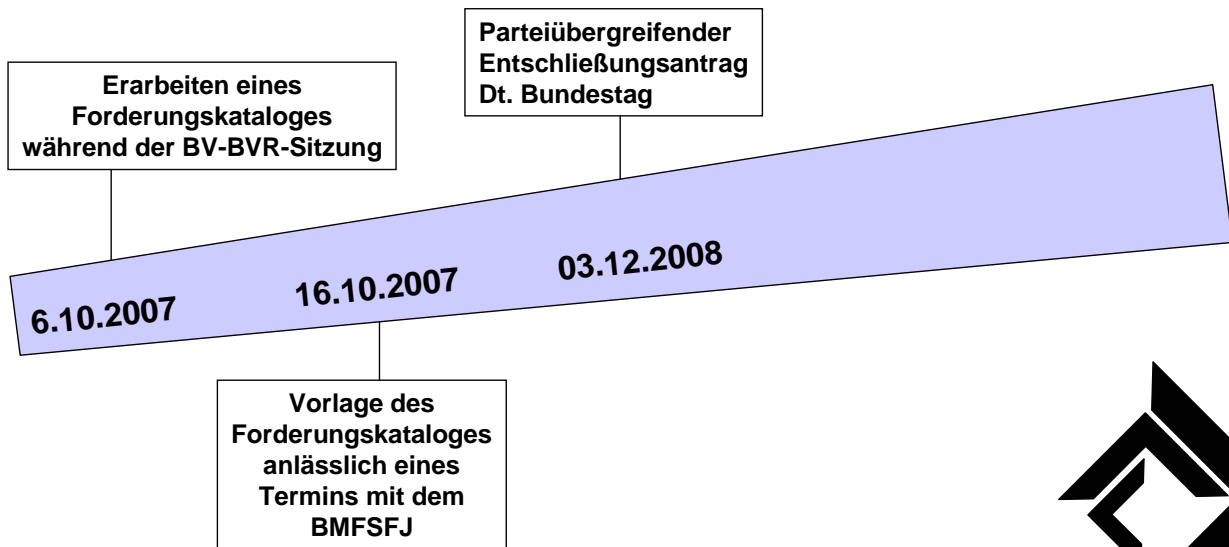 Parteiübergreifender
Entschließungsantrag
Dt. Bundestag
Erarbeiten eines
Forderungskataloges
während der BV-BVR-Sitzung
6.10.2007
16.10.2007
03.12.2008
Vorlage des
Forderungskataloges
anlässlich eines
Termins mit dem
BMFSFJ